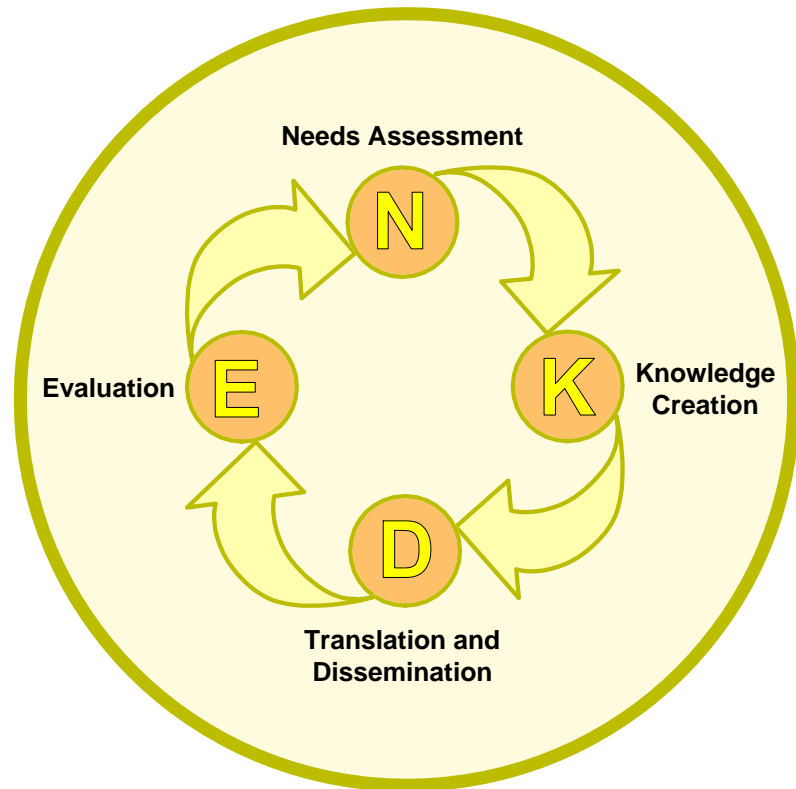 Needs Assessment
N
Evaluation
E
K
Knowledge
Creation
D
Translation and
Dissemination